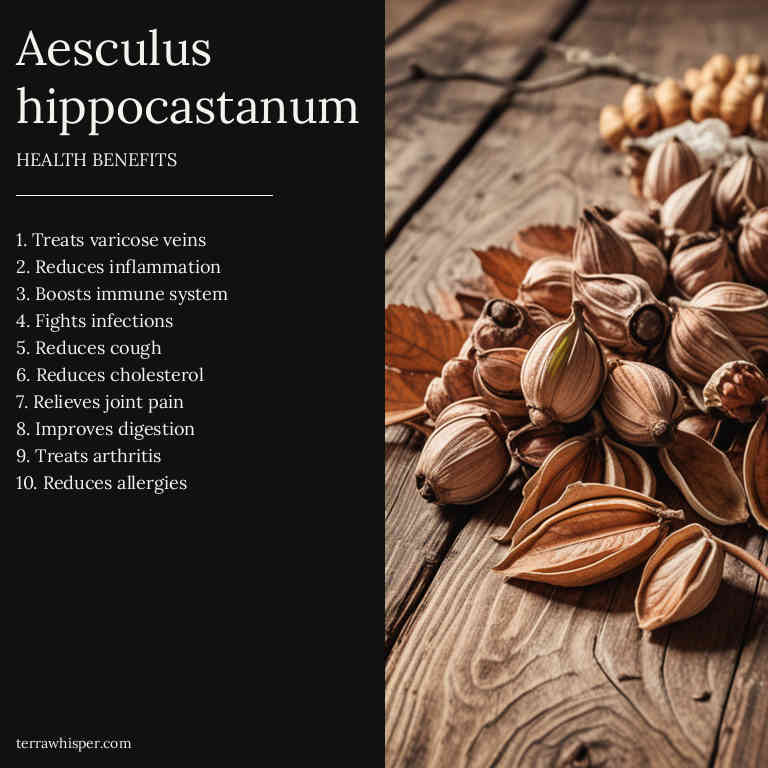 Aesculus
hippocastanum
HEALTH BENEFITS
1. Treats varicose veins
2. Reduces inflammation
3. Boosts immune system
4. Fights infections
5. Reduces cough
6. Reduces cholesterol
7. Relieves joint pain
8. Improves digestion
9. Treats arthritis
10. Reduces allergies
terrawhisper.com